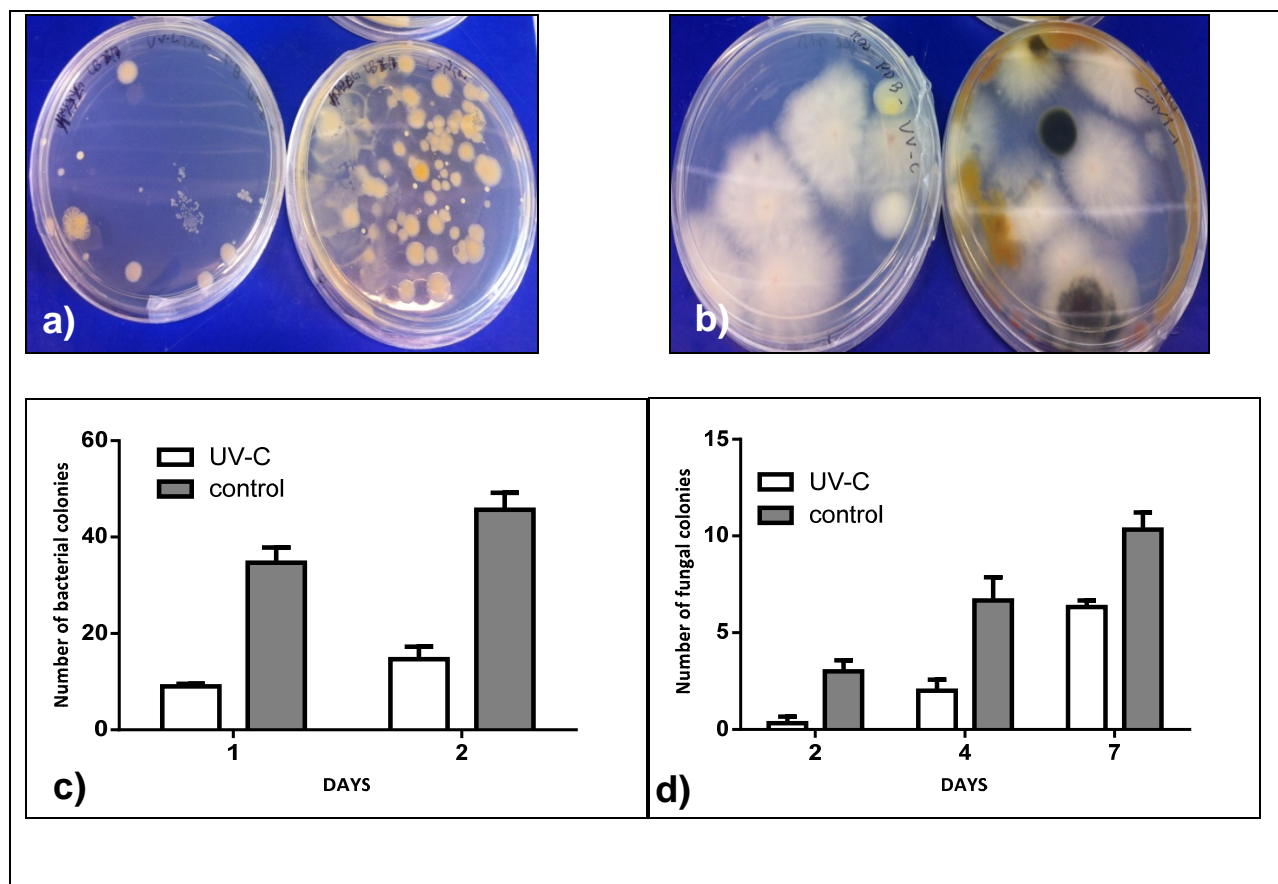 UV-C
a)
b)
60
40
20
0
Number of bacterial colonies
UV-C
control
1
2
DAYS
c)
15
10
5
0
Number of fungal colonies
UV-C
control
2
4
7
DAYS
d)